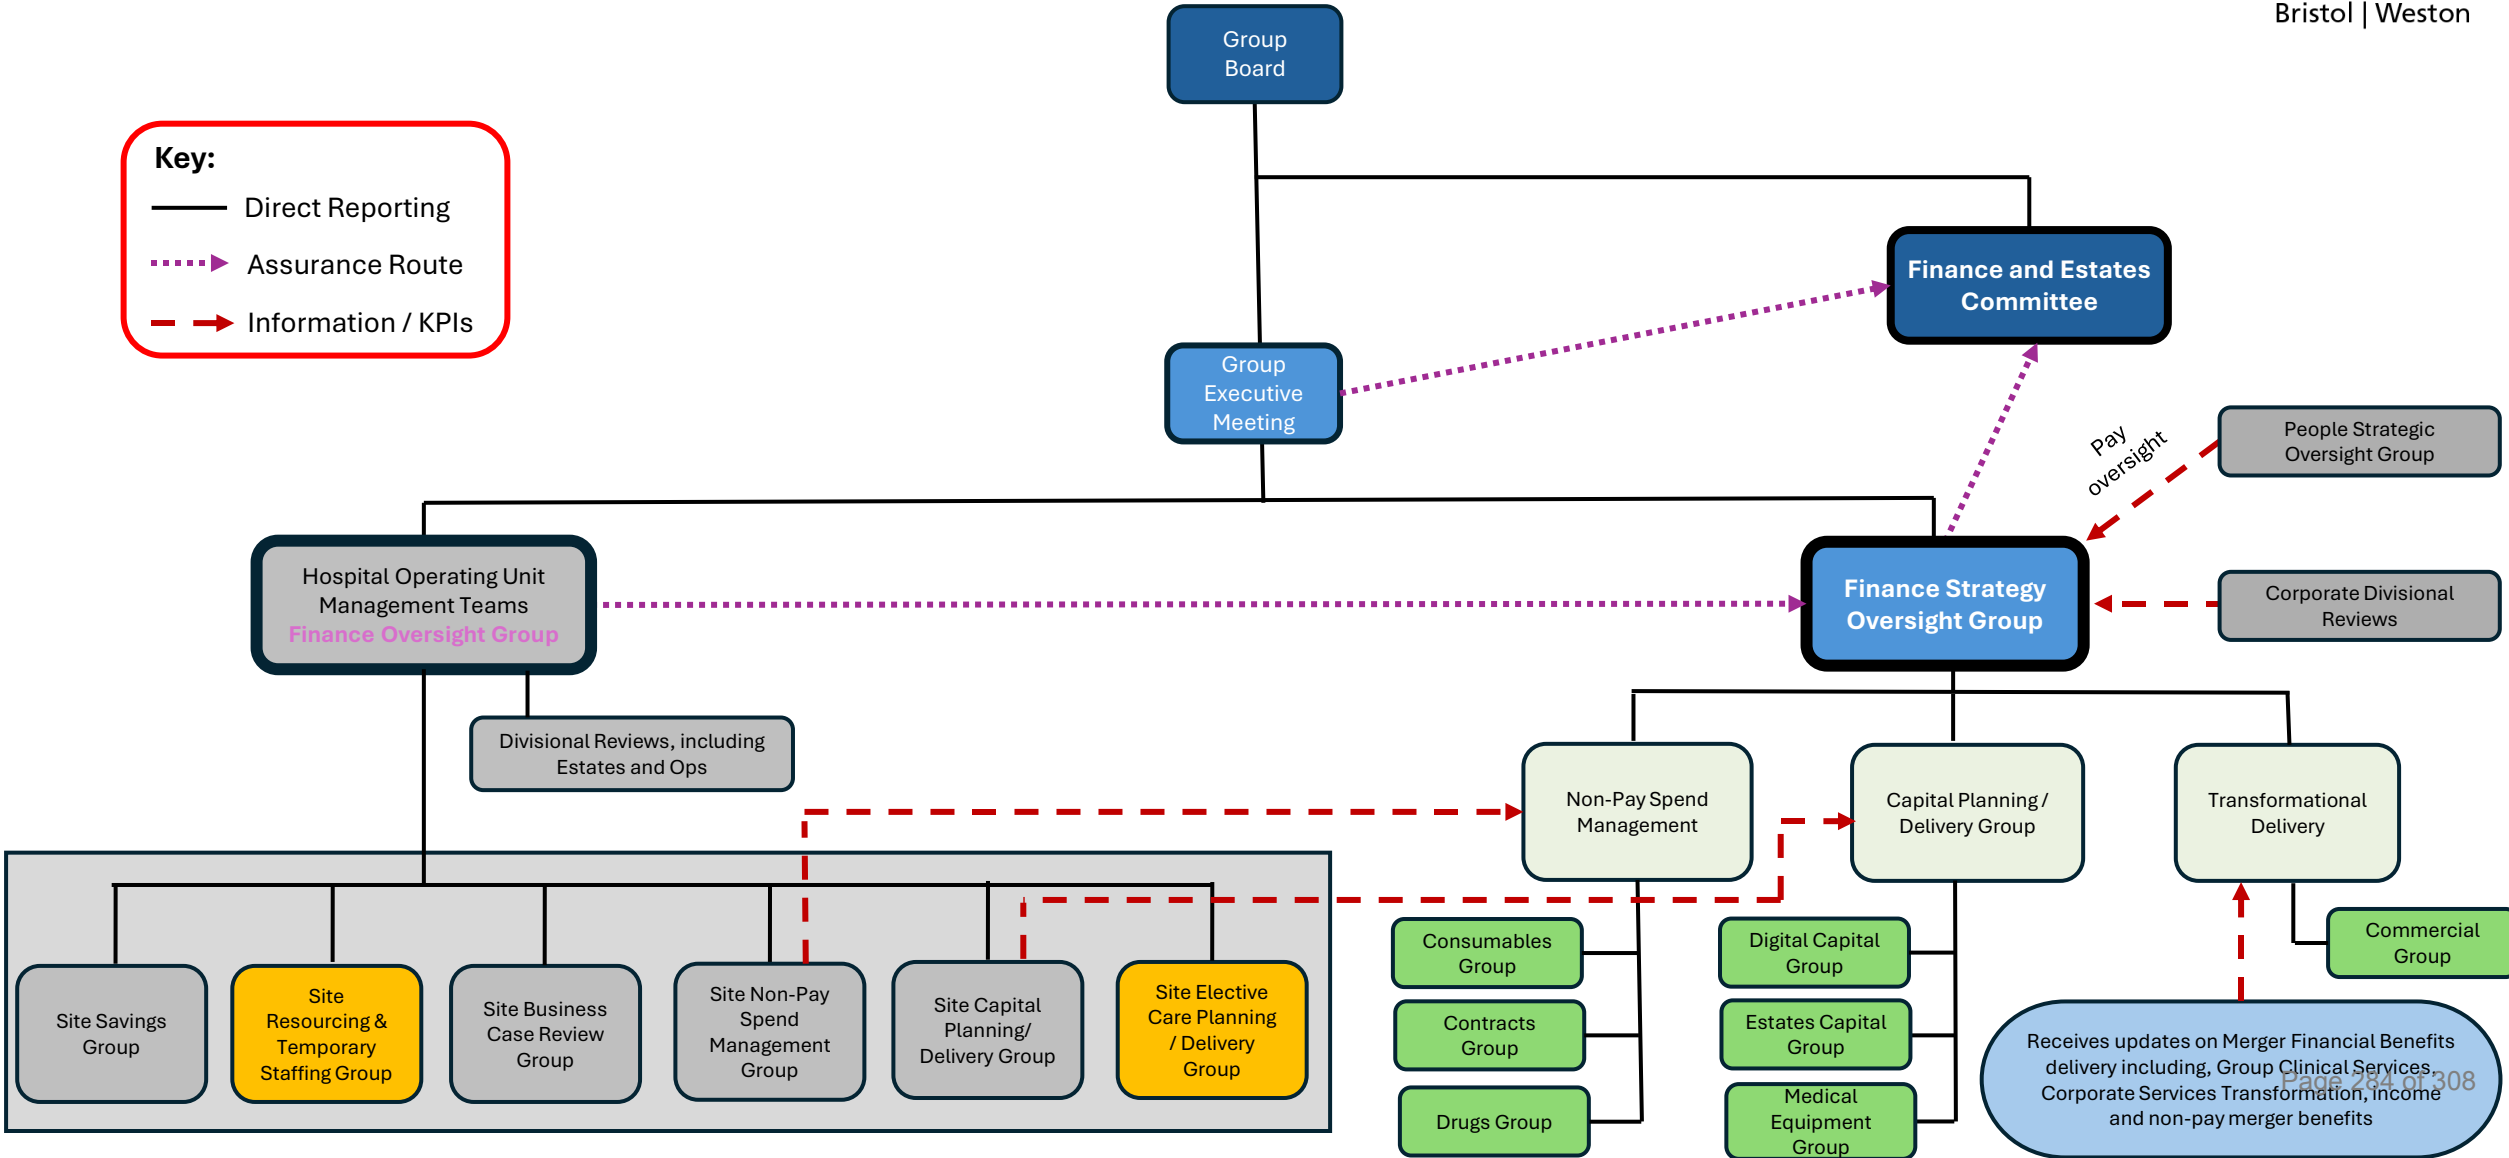 Bristol | Weston
Group
Board
Key:
Direct Reporting
Assurance Route
Information / KPIs
Finance and Estates
Committee
Group
Executive
Meeting
Pay
oversight
People Strategic
Oversight Group
Hospital Operating Unit
Management Teams
Finance Oversight Group
Finance Strategy
Oversight Group
Corporate Divisional
Reviews
Divisional Reviews, including
Estates and Ops
Non-Pay Spend
Management
Capital Planning /
Delivery Group
Transformational
Delivery
Site Savings
Group
Site
Resourcing &
Temporary
Staffing Group
Site Business
Case Review
Group
Site Non-Pay
Spend
Management
Group
Site Capital
Planning/
Delivery Group
Site Elective
Care Planning
/ Delivery
Group
Consumables
Group
Contracts
Group
Drugs Group
Digital Capital
Group
Estates Capital
Group
Medical
Equipment
Group
Commercial
Group
Receives updates on Merger Financial Benefits
delivery including, Group Clinical Services,
Corporate Services Transformation, income
and non-pay merger benefits
Page 284 of 308